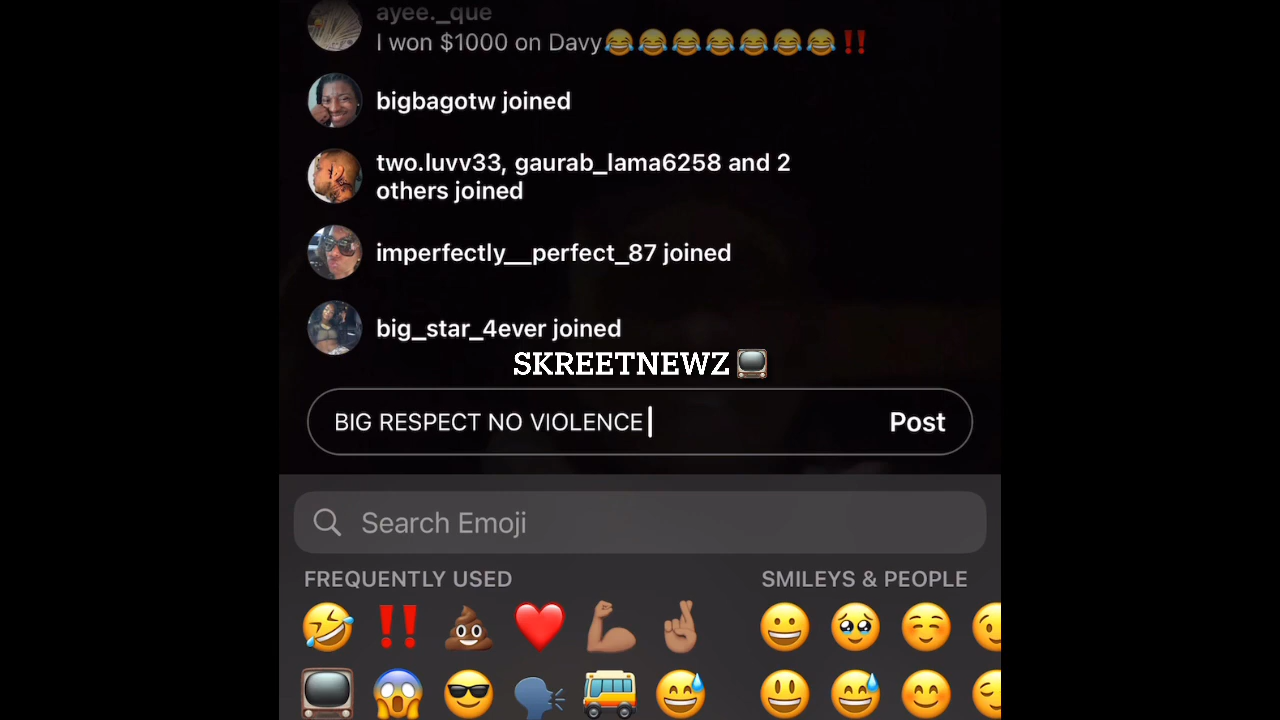 ayee._que
I won $1000 on Davy😂😂😂😂😂😂😂‼️
bigbagotw joined
two.luvv33, gaurab_lama6258 and 2
others joined
imperfectly__perfect_87 joined
big_star_4ever joined
SKREETNEWZ 📺
BIG RESPECT NO VIOLENCE
Post
Search Emoji
FREQUENTLY USED
SMILEYS & PEOPLE